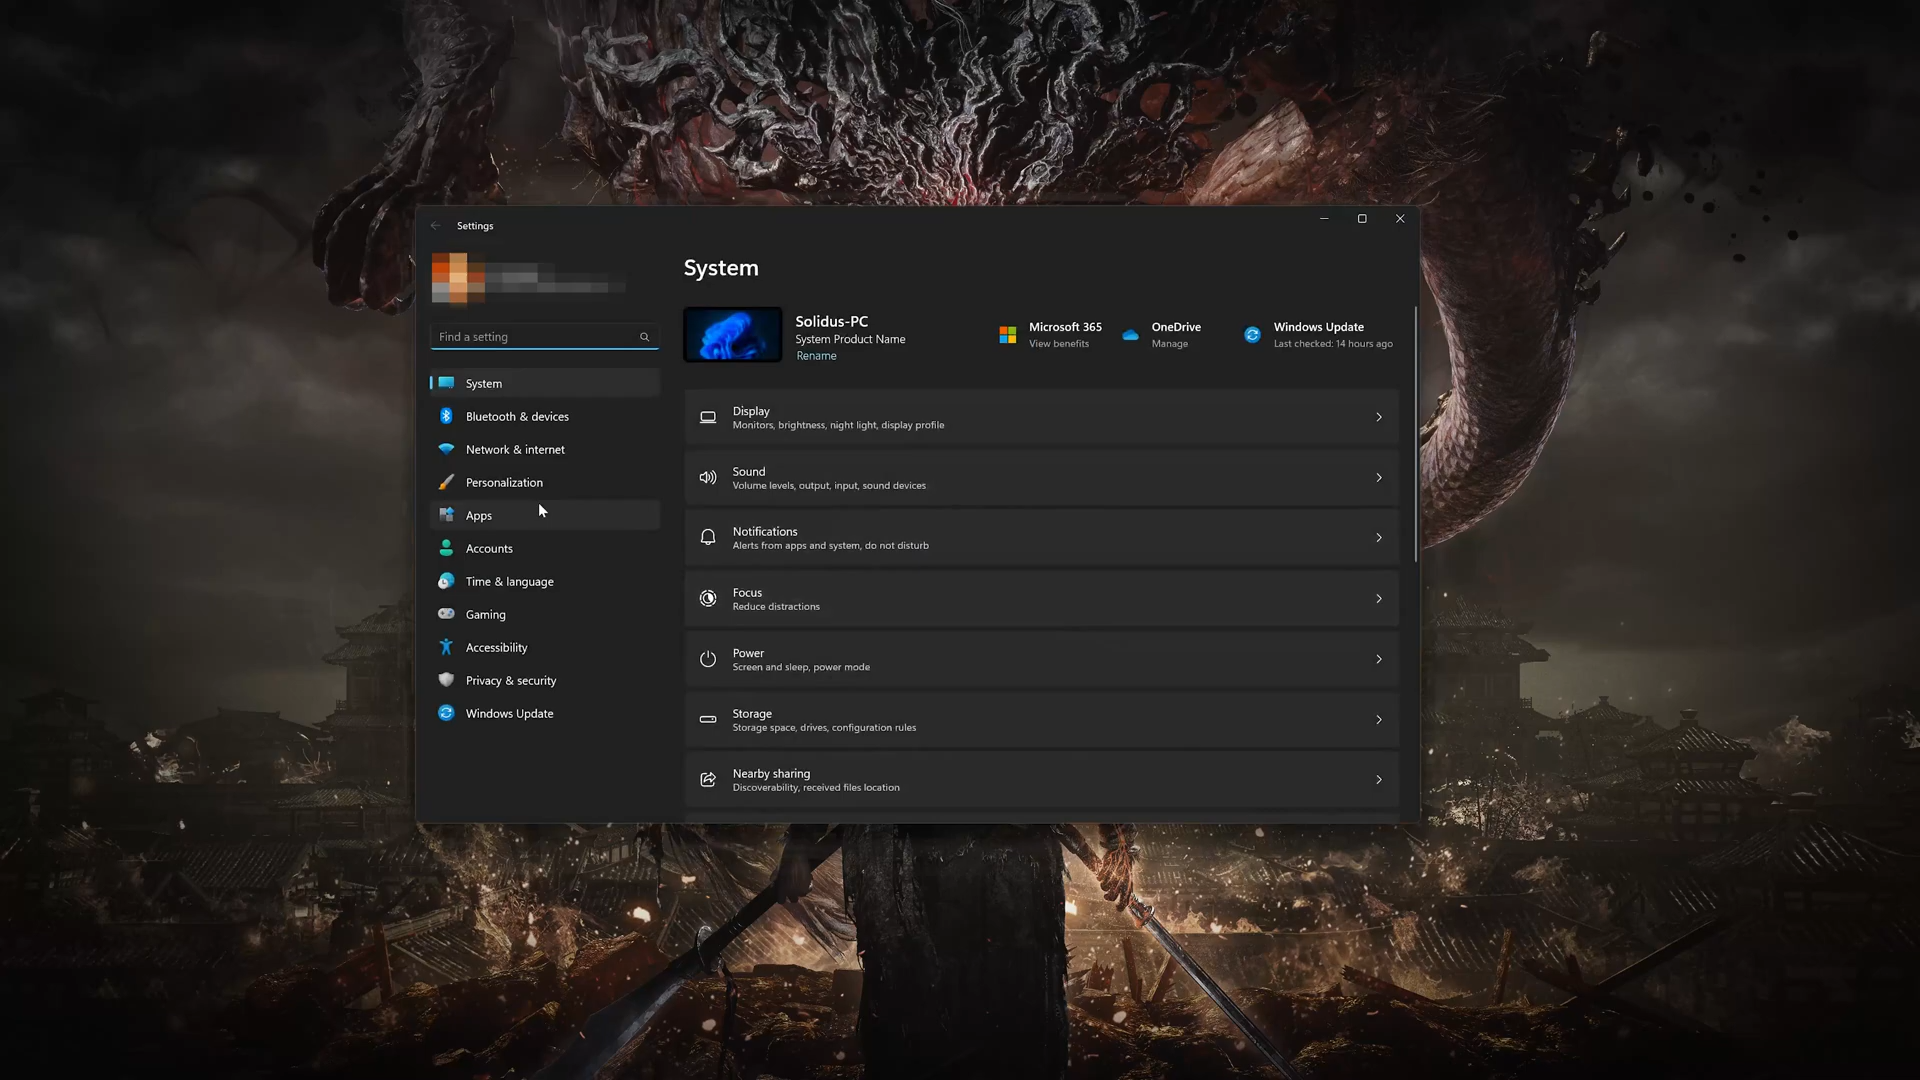 Settings
Find a setting
System
Bluetooth & devices
Network & internet
Personalization
Apps
Accounts
Time & language
Gaming
Accessibility
Privacy & security
Windows Update
System
Solidus-PC
System Product Name
Rename
Microsoft 365
View benefits
OneDrive
Manage
Windows Update
Last checked: 14 hours ago
Display
Monitors, brightness, night light, display profile
Sound
Volume levels, output, input, sound devices
Notifications
Alerts from apps and system, do not disturb
Focus
Reduce distractions
Power
Screen and sleep, power mode
Storage
Storage space, drives, configuration rules
Nearby sharing
Discoverability, received files location